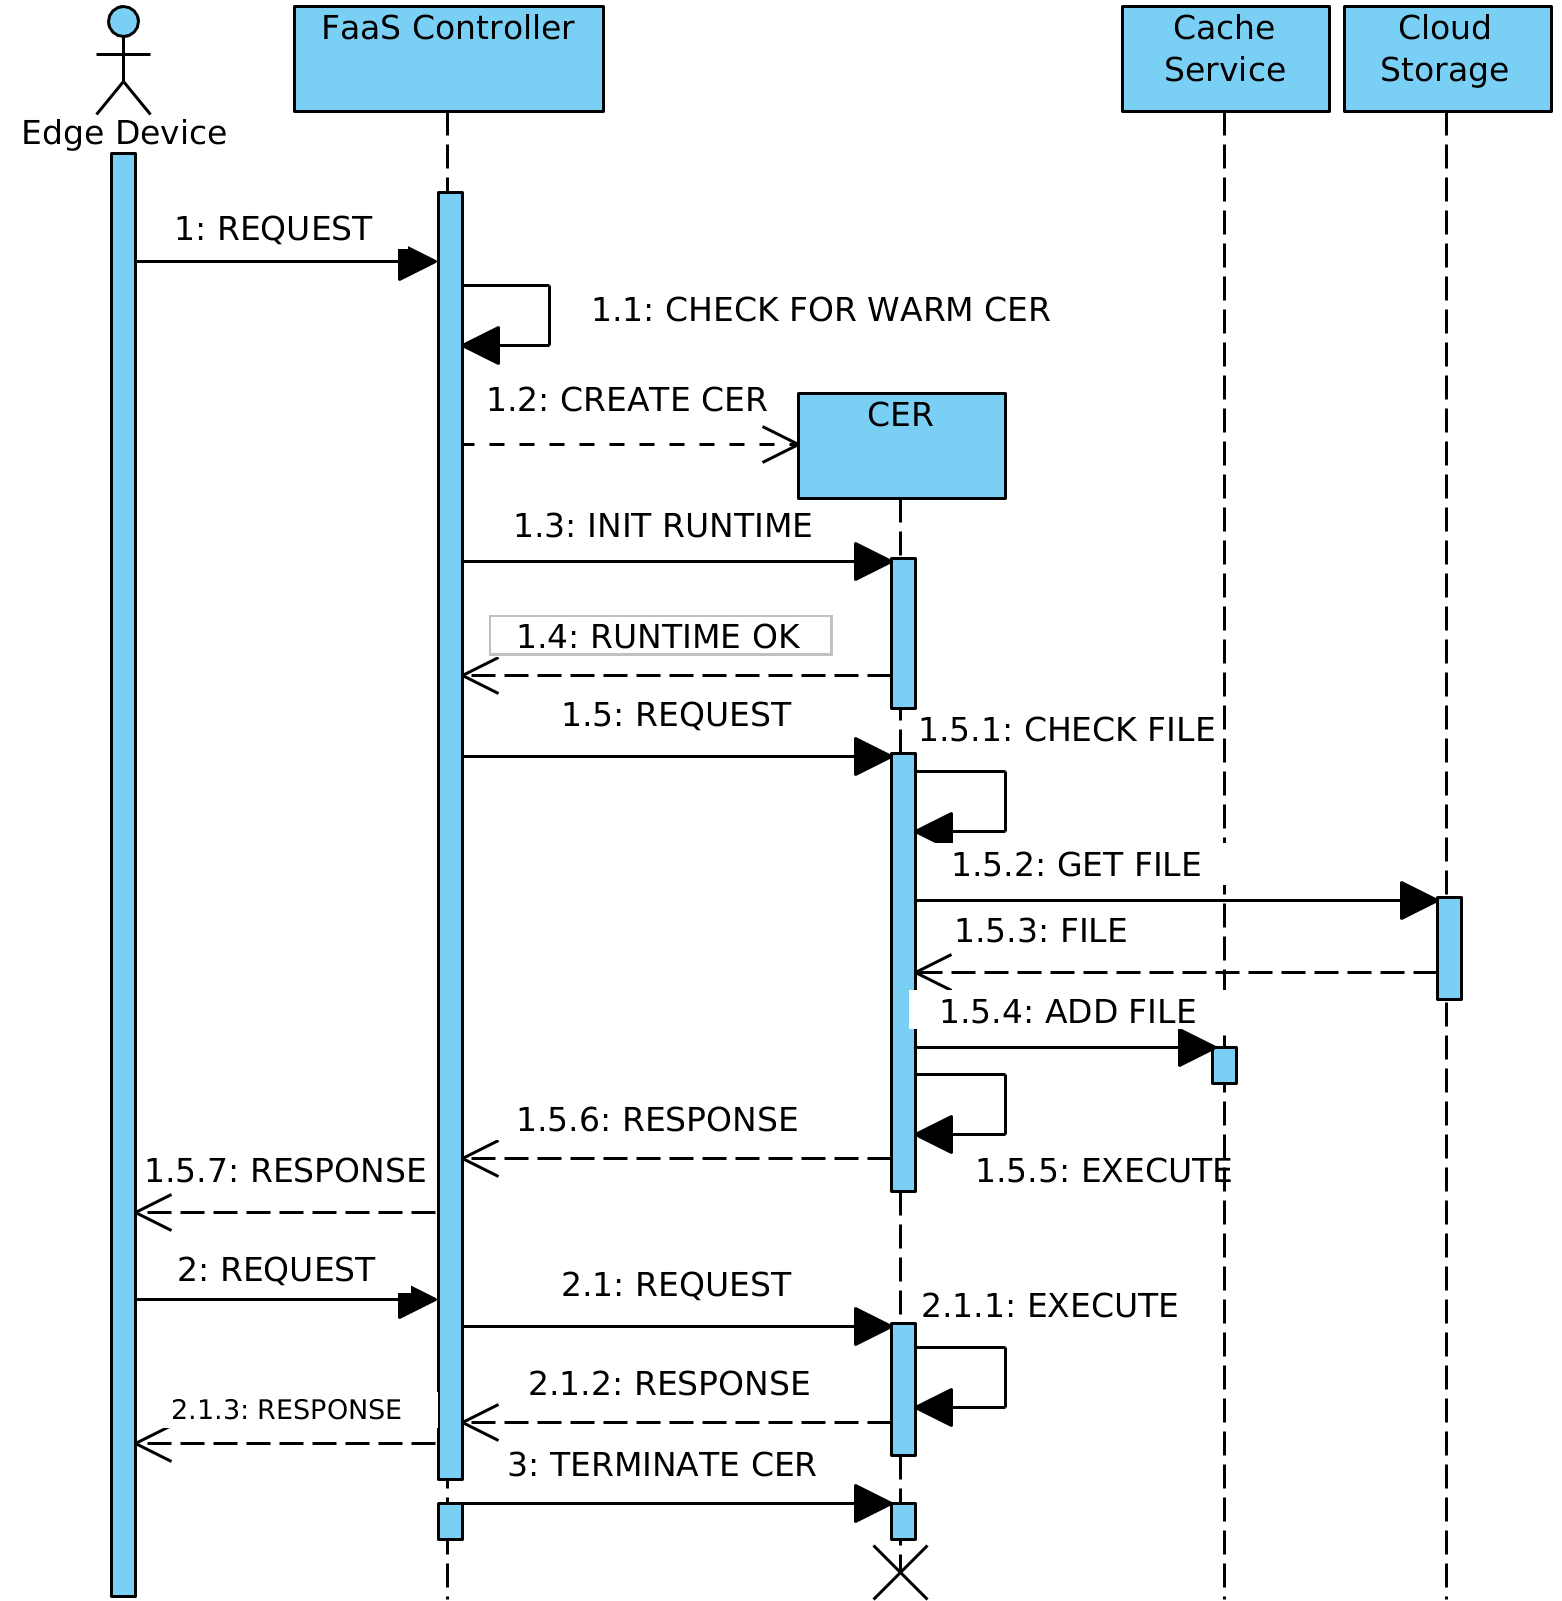 Edge Device
FaaS Controller
Cache
Service
Cloud
Storage
1: REQUEST
1.1: CHECK FOR WARM CER
1.2: CREATE CER
CER
1.3: INIT RUNTIME
1.4: RUNTIME OK
1.5: REQUEST
1.5.1: CHECK FILE
1.5.2: GET FILE
1.5.3: FILE
1.5.4: ADD FILE
1.5.6: RESPONSE
1.5.5: EXECUTE
1.5.7: RESPONSE
2: REQUEST
2.1: REQUEST
2.1.1: EXECUTE
2.1.2: RESPONSE
2.1.3: RESPONSE
3: TERMINATE CER